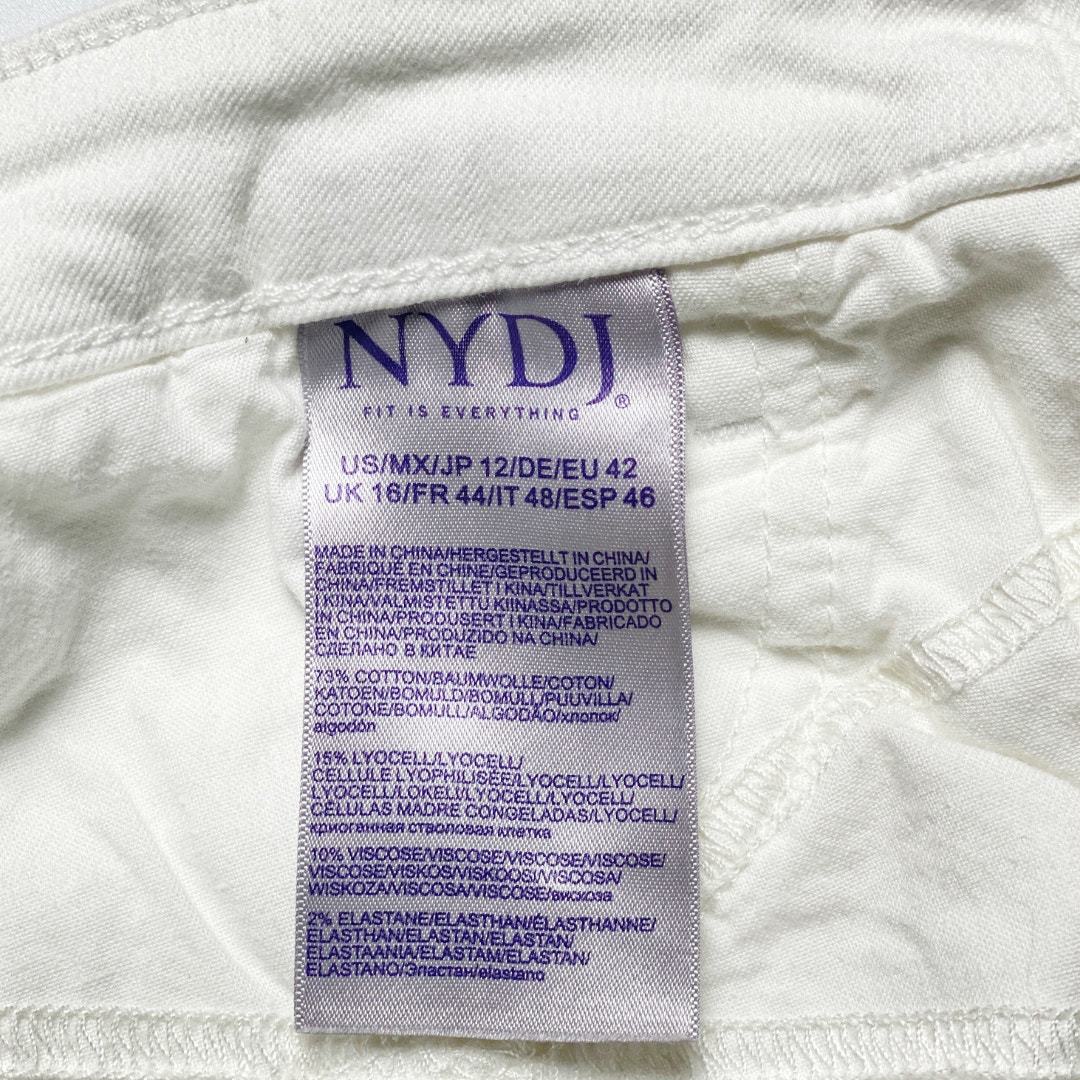 NYDJ
FIT IS EVERYTHING ®
US/MX/JP 12/DE/EU 42
UK 16/FR 44/IT 48/ESP 46
MADE IN CHINA/HERGESTELLT IN CHINA/
FABRIQUÉ EN CHINE/GEPRODUCEERD IN
CHINA/FREMSTILLET I KINA/TILLVERKAT
I KINA/VALMISTETTU KIINASSA/PRODOTTO
IN CHINA/PRODUSERT I KINA/FABRICADO
EN CHINA/PRODUZIDO NA CHINA/
СДЕЛАНО В КИТАЕ
73% COTTON/BAUMWOLLE/COTON/
KATOEN/BOMULD/BOMULL/PUUVILLA/
COTONE/BOMULL/ALGODÃO/хлопок/
algodón
15% LYOCELL/LYOCELL/
CELLULE LYOPHILISÉE/LYOCELL/LYOCELL/
LYOCELL/LOKELI/LYOCELL/LYOCELL/
CÉLULAS MADRE CONGELADAS/LYOCELL/
криоганная стволовая клетка
10% VISCOSE/VISCOSE/VISCOSE/VISCOSE/
VISCOSE/VISKOS/VISKOOSI/VISCOSA/
WISKOZA/VISCOSA/VISCOSE/вискоза
2% ELASTANE/ELASTHAN/ÉLASTHANNE/
ELASTHAN/ELASTAN/ELASTAN/
ELASTAANIA/ELASTAM/ELASTAN/
ELASTANO/Эластан/elastano